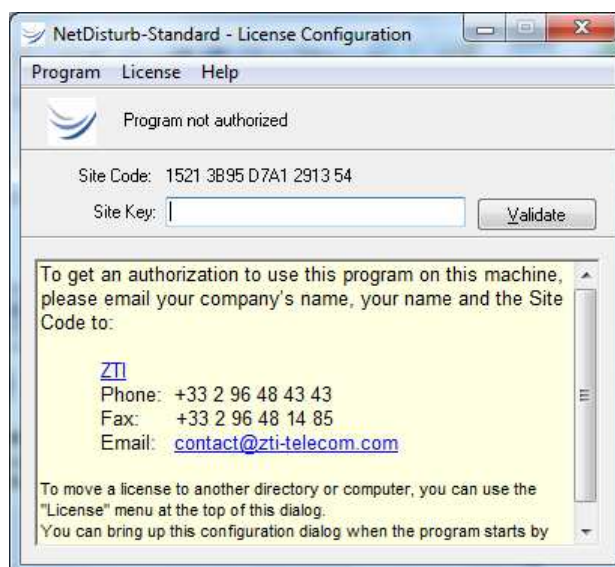 NetDisturb-Standard - License Configuration
Program License Help
Program not authorized
Site Code: 1521 3B95 D7A1 2913 54
Site Key:
Validate
To get an authorization to use this program on this machine,
please email your company's name, your name and the Site
Code to:
ZTI
Phone: +33 2 96 48 43 43
Fax: +33 2 96 48 14 85
Email: contact@zti-telecom.com
To move a license to another directory or computer, you can use the
"License" menu at the top of this dialog.
You can bring up this configuration dialog when the program starts by